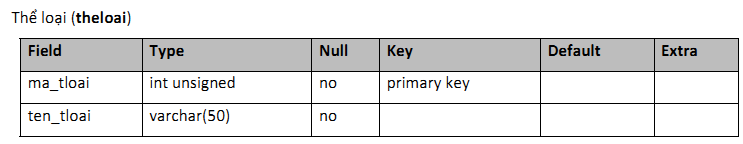 Thể loại (theloai)
Field Type Null Key Default Extra
ma_tloai int unsigned no primary key
ten_tloai varchar(50) no